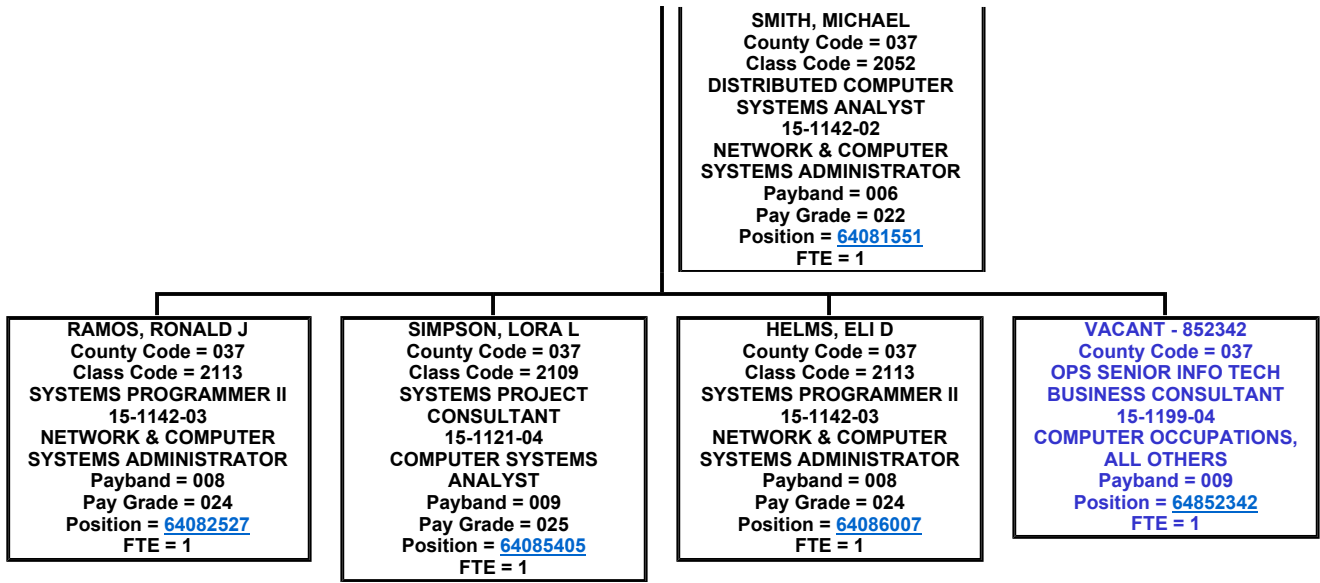 SMITH, MICHAEL
County Code = 037
Class Code = 2052
DISTRIBUTED COMPUTER
SYSTEMS ANALYST
15-1142-02
NETWORK & COMPUTER
SYSTEMS ADMINISTRATOR
Payband = 006
Pay Grade = 022
Position = 64081551
FTE = 1
RAMOS, RONALD J
County Code = 037
Class Code = 2113
SYSTEMS PROGRAMMER II
15-1142-03
NETWORK & COMPUTER
SYSTEMS ADMINISTRATOR
Payband = 008
Pay Grade = 024
Position = 64082527
FTE = 1
SIMPSON, LORA L
County Code = 037
Class Code = 2109
SYSTEMS PROJECT
CONSULTANT
15-1121-04
COMPUTER SYSTEMS
ANALYST
Payband = 009
Pay Grade = 025
Position = 64085405
FTE = 1
HELMS, ELI D
County Code = 037
Class Code = 2113
SYSTEMS PROGRAMMER II
15-1142-03
NETWORK & COMPUTER
SYSTEMS ADMINISTRATOR
Payband = 008
Pay Grade = 024
Position = 64086007
FTE = 1
VACANT - 852342
County Code = 037
OPS SENIOR INFO TECH
BUSINESS CONSULTANT
15-1199-04
COMPUTER OCCUPATIONS,
ALL OTHERS
Payband = 009
Position = 64852342
FTE = 1